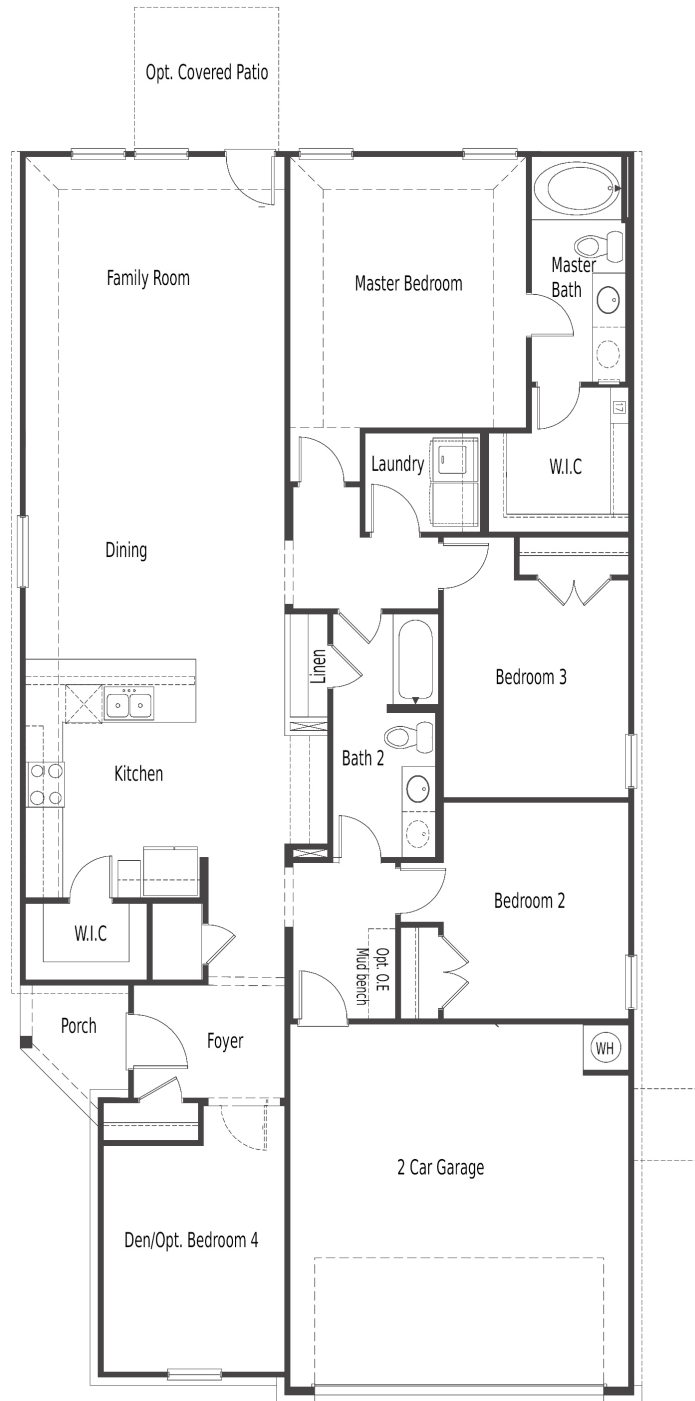 Opt. Covered Patio
Family Room
Master Bedroom
Master
Bath
17
Laundry
W.I.C
Dining
Linen
Bedroom 3
Kitchen
Bath 2
Bedroom 2
W.I.C
Opt. O.E
Mud bench
Porch
Foyer
WH
2 Car Garage
Den/Opt. Bedroom 4